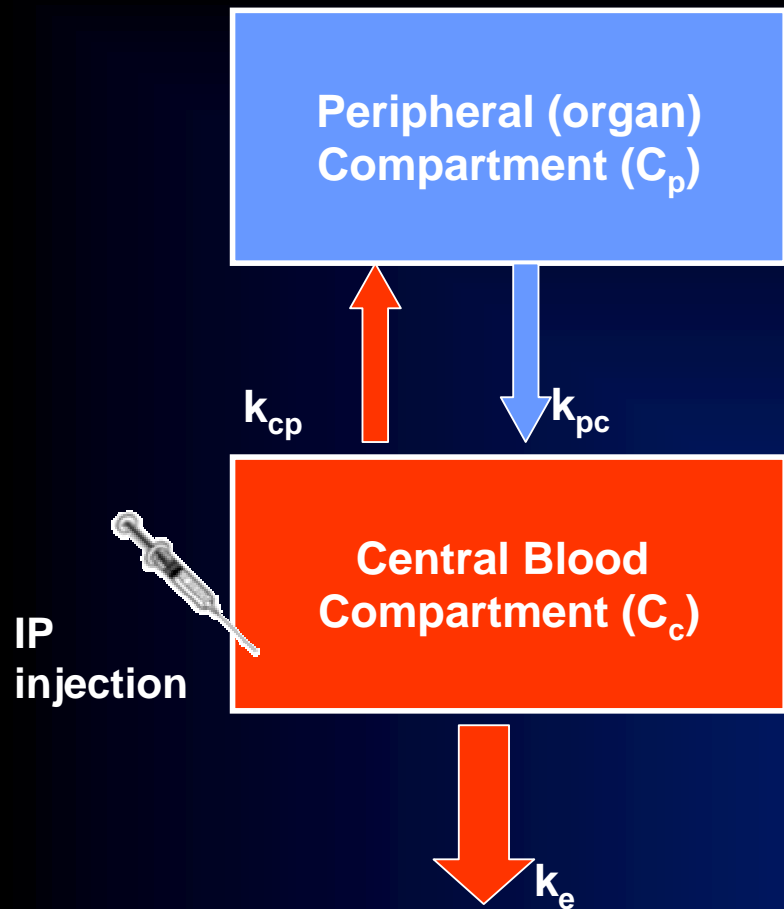 Peripheral (organ)
Compartment (Cp)
kcp
kpc
Central Blood
Compartment (Cc)
IP
injection
ke